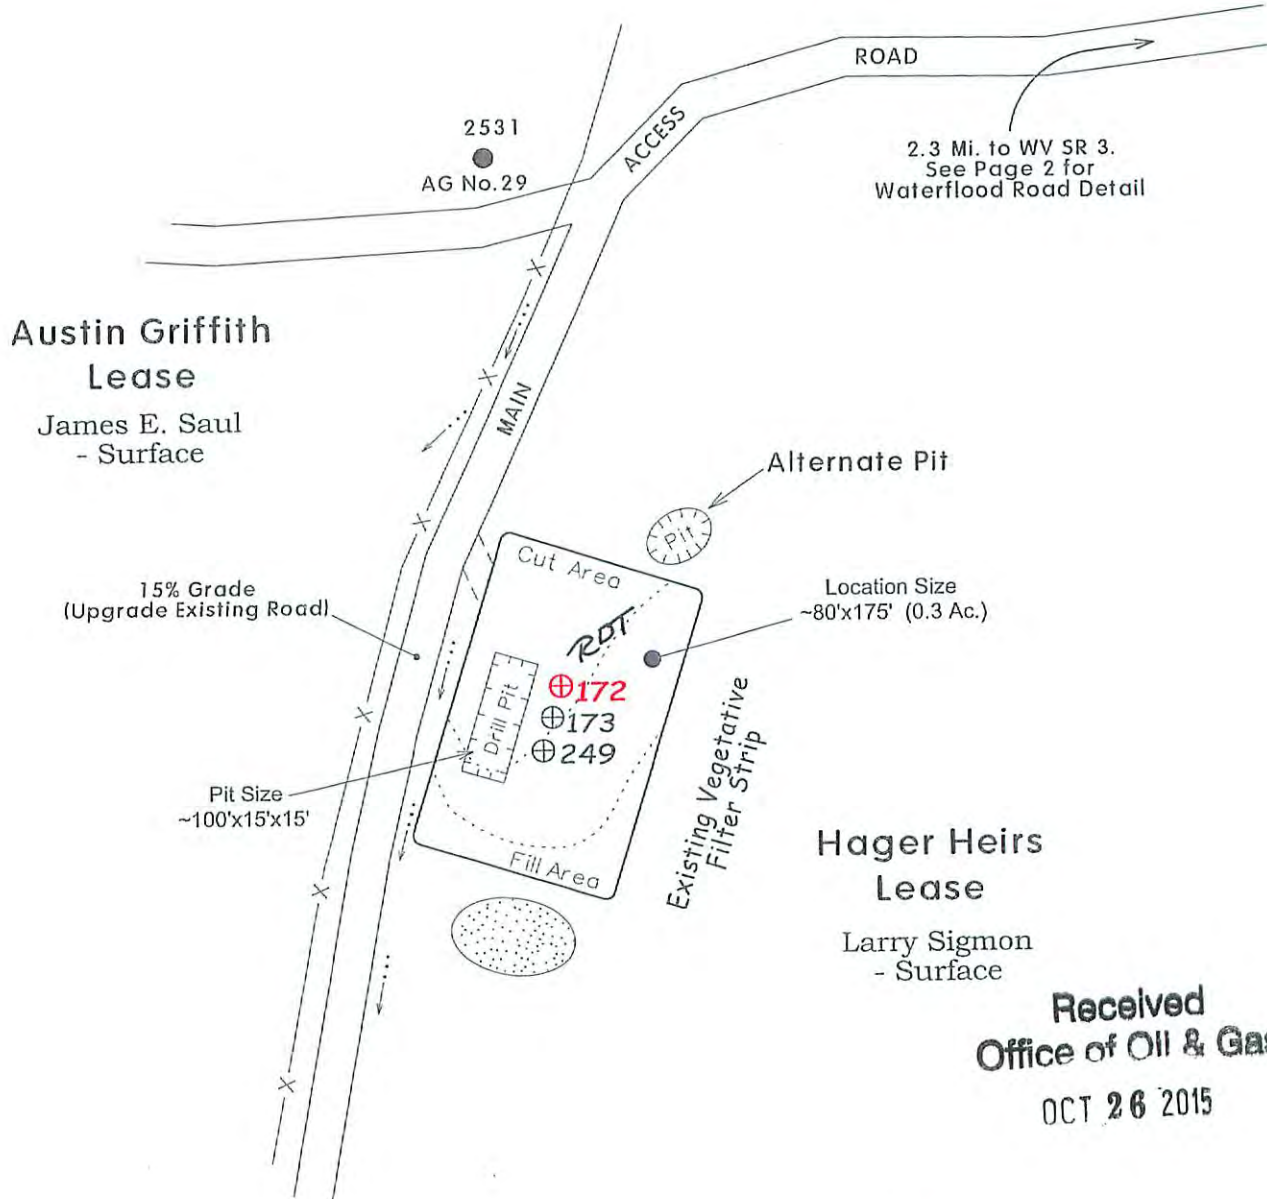 ROAD
ACCESS
2531
AG No.29
2.3 Mi. to WV SR 3.
See Page 2 for
Waterflood Road Detail
Austin Griffith
Lease
James E. Saul
- Surface
MAIN
Alternate Pit
Pit
Cut Area
15% Grade
(Upgrade Existing Road)
Location Size
~80'x175' (0.3 Ac.)
RDT
172
173
249
Drill Pit
Existing Vegetative
Filter Strip
Pit Size
~100'x15'x15'
Fill Area
Hager Heirs
Lease
Larry Sigmon
- Surface
Received
Office of Oil & Gas
OCT 26 2015